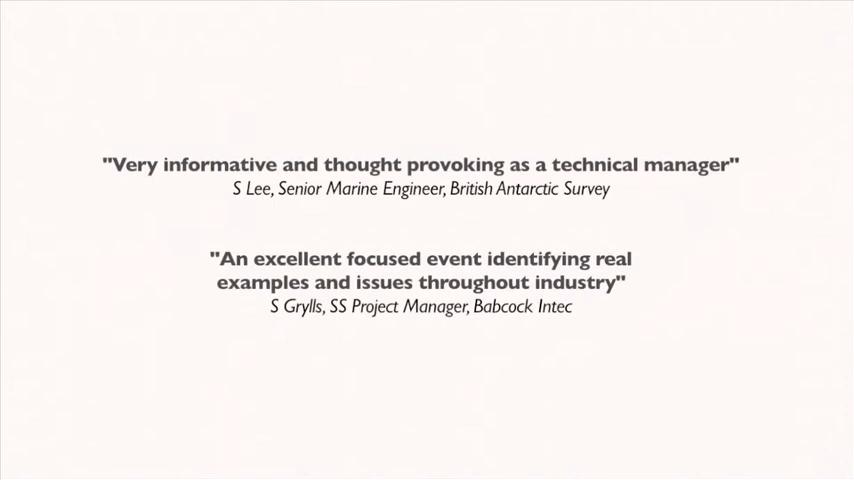 "Very informative and thought provoking as a technical manager"
S Lee, Senior Marine Engineer, British Antarctic Survey
"An excellent focused event identifying real
examples and issues throughout industry"
S Grylls, SS Project Manager, Babcock Intec